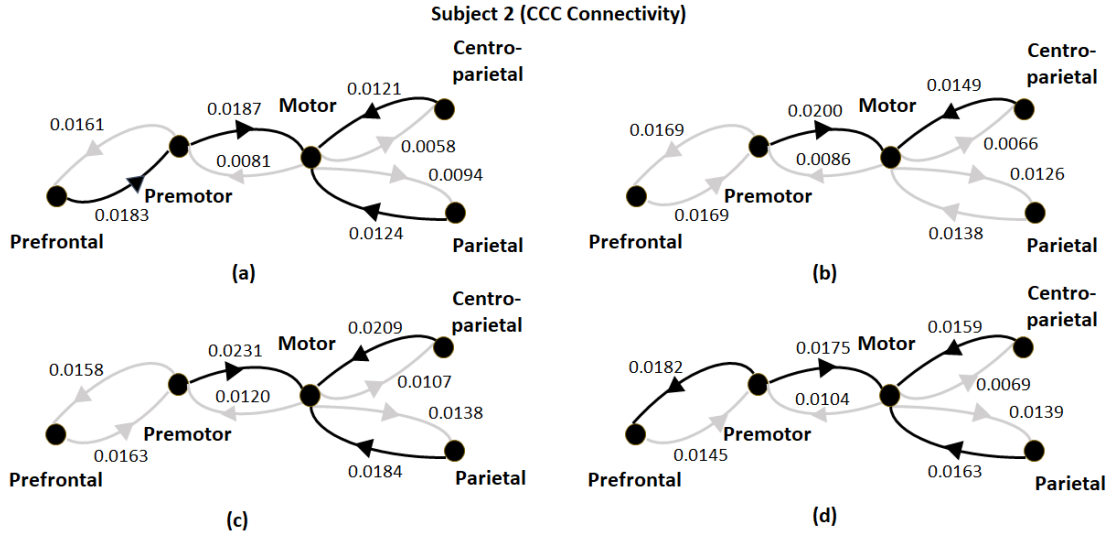 Subject 2 (CCC Connectivity)
Centro-
parietal
0.0121
0.0187
Motor
0.0161
0.0058
0.0081
0.0094
Premotor
0.0183
0.0124
Prefrontal
Parietal
(a)
Centro-
parietal
0.0149
0.0200
Motor
0.0169
0.0066
0.0086
0.0126
Premotor
0.0169
0.0138
Prefrontal
Parietal
(b)
Centro-
parietal
0.0209
0.0231
Motor
0.0158
0.0107
0.0120
0.0138
Premotor
0.0163
0.0184
Prefrontal
Parietal
(c)
Centro-
parietal
0.0159
0.0175
Motor
0.0182
0.0069
0.0104
0.0139
Premotor
0.0145
0.0163
Prefrontal
Parietal
(d)